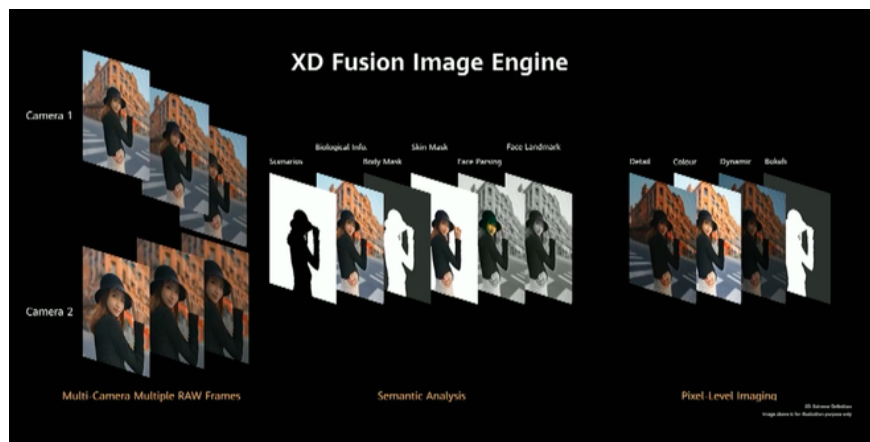 XD Fusion Image Engine
Camera 1
Biological Info.
Skin Mask
Face Landmark
Scenarios
Body Mask
Face Parsing
Detail
Colour
Dynamic
Bokeh
Camera 2
Multi-Camera Multiple RAW Frames
Semantic Analysis
Pixel-Level Imaging
XD: Extreme Definition
Image above is for illustration purpose only